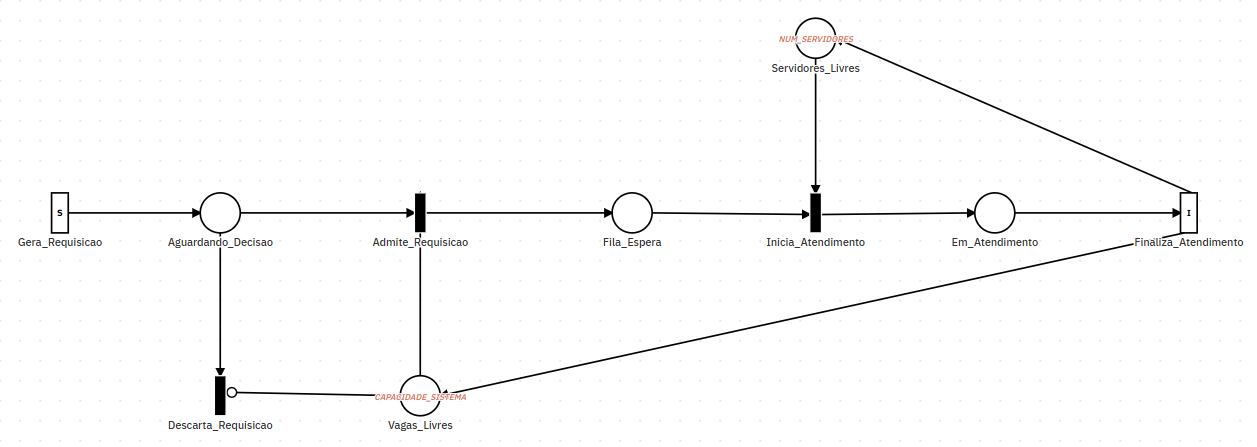 NUM_SERVIDORES
Servidores_Livres
S
I
Gera_Requisicao
Aguardando_Decisao
Admite_Requisicao
Fila_Espera
Inicia_Atendimento
Em_Atendimento
Finaliza_Atendimento
CAPACIDADE_SISTEMA
Descarta_Requisicao
Vagas_Livres